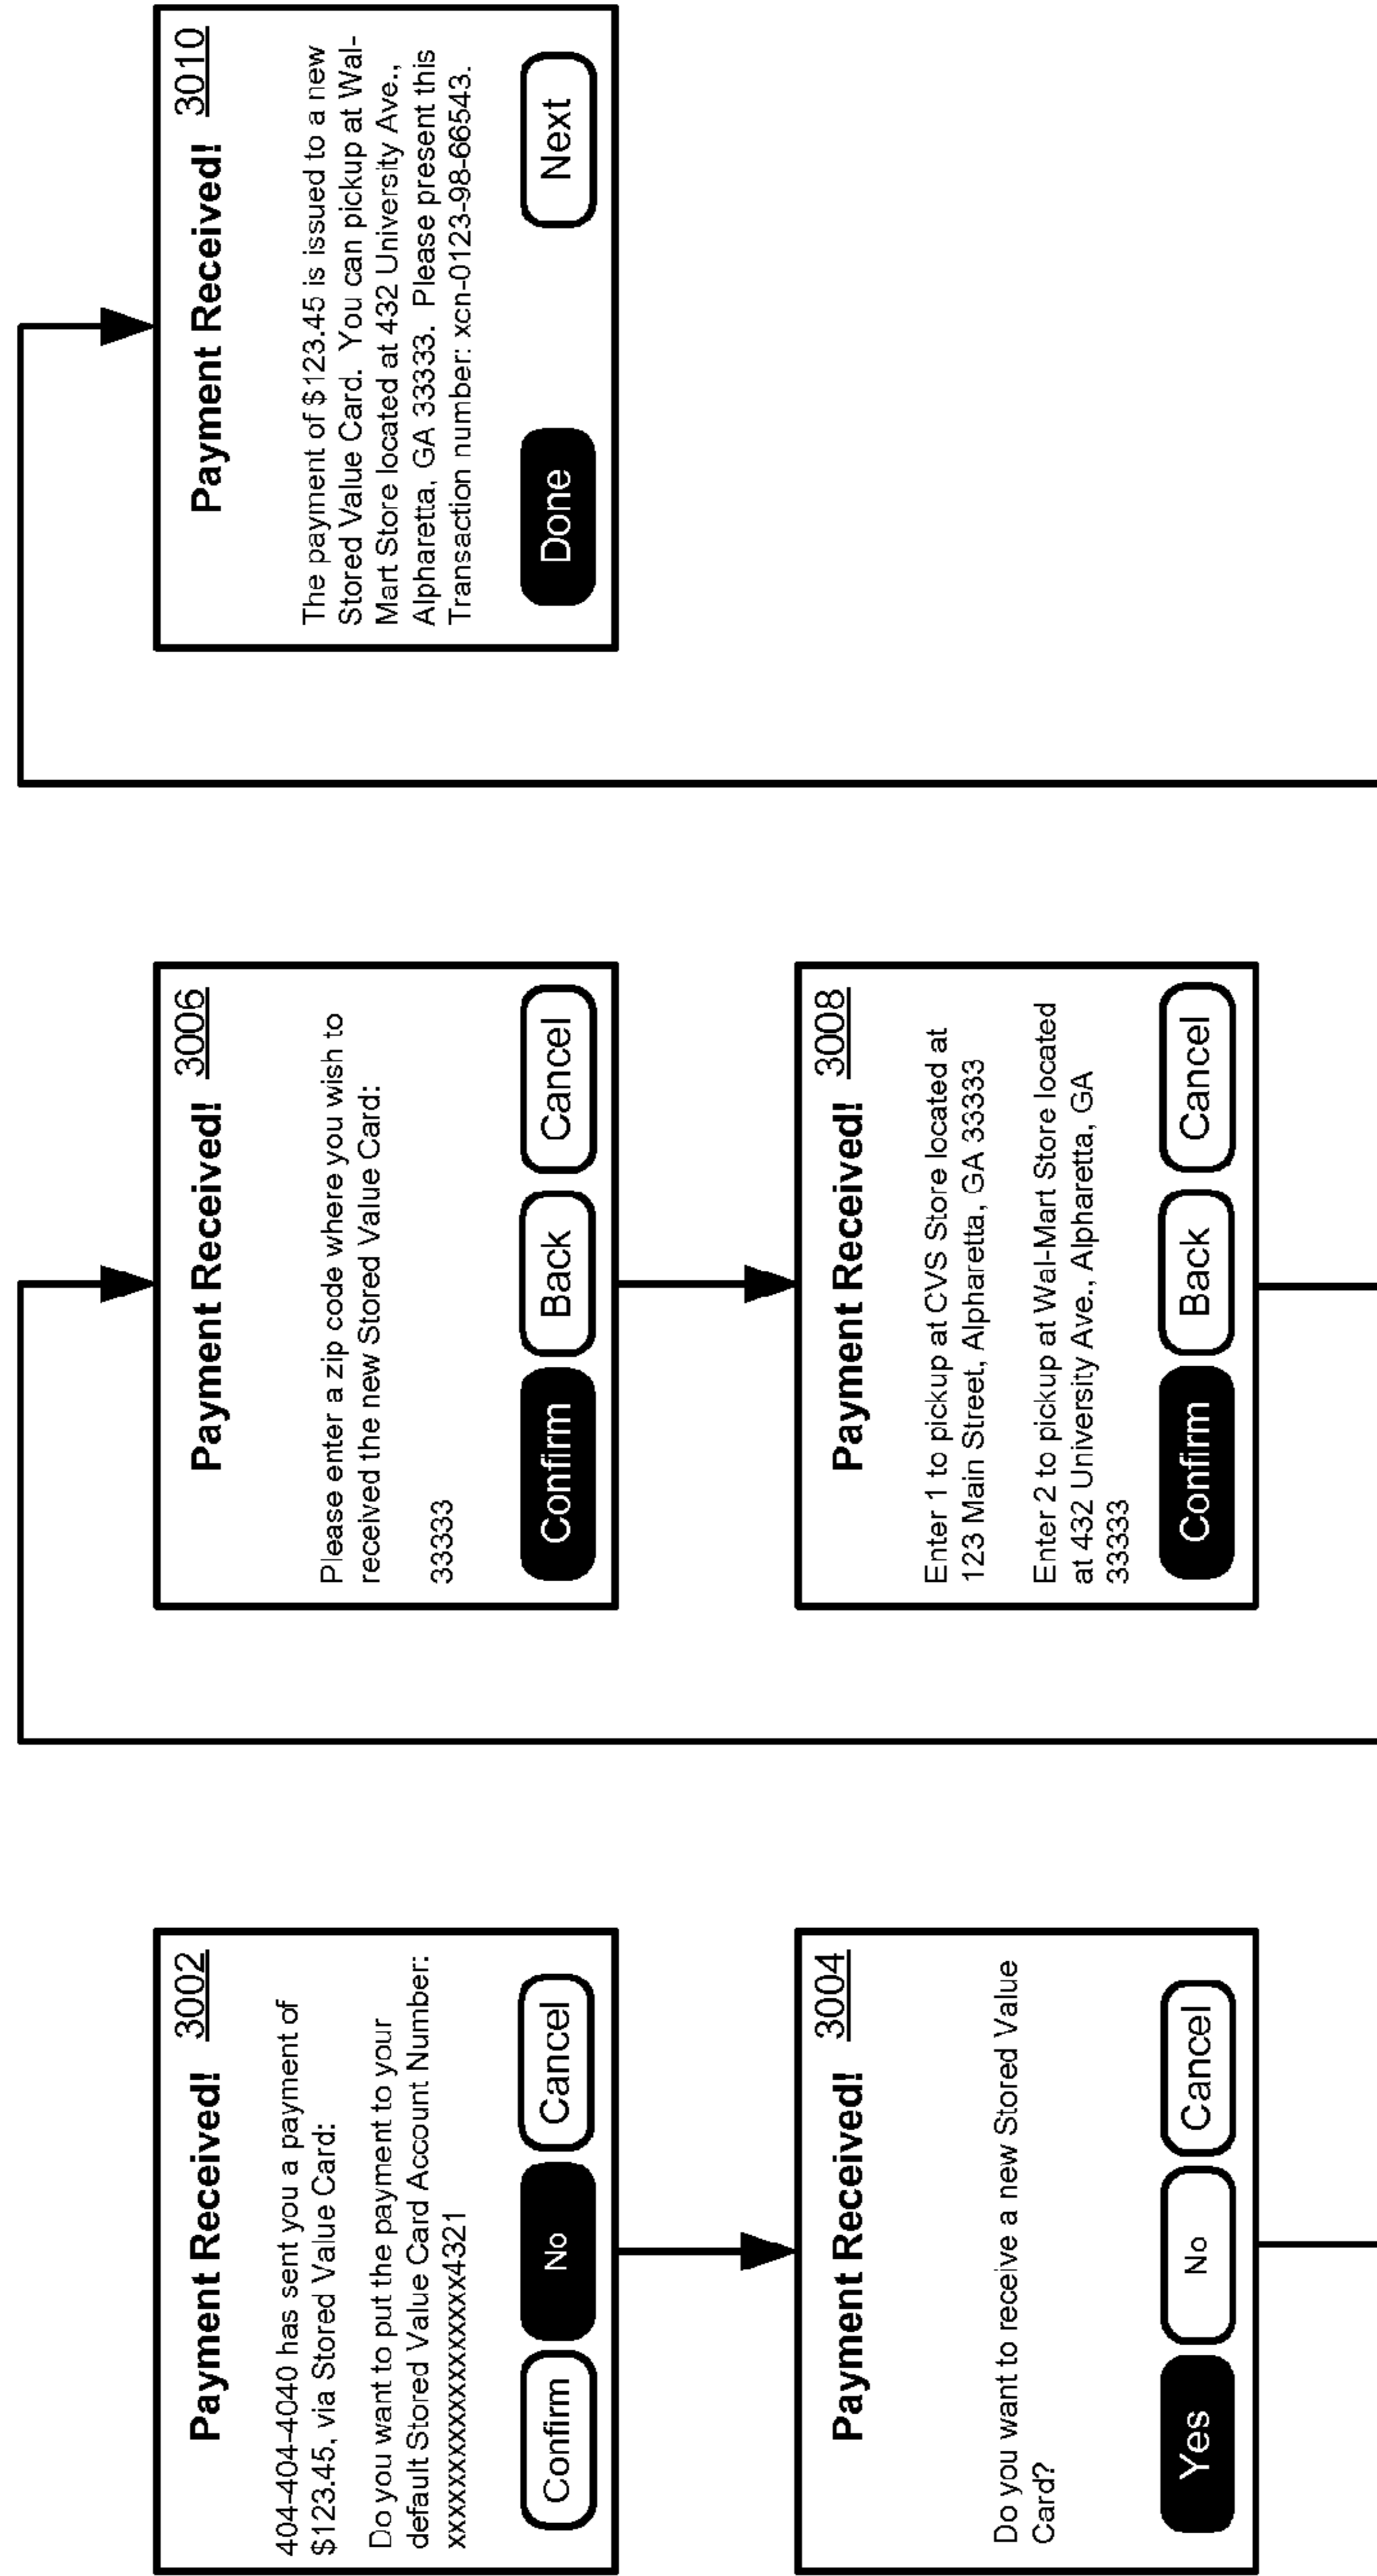 Payment Received! 3002
404-404-4040 has sent you a payment of
$123.45, via Stored Value Card:
Do you want to put the payment to your
default Stored Value Card Account Number:
xxxxxxxxxxxxxxxx4321
Confirm No Cancel
Payment Received! 3004
Do you want to receive a new Stored Value
Card?
Yes No Cancel
Payment Received! 3006
Please enter a zip code where you wish to
received the new Stored Value Card:
33333
Confirm Back Cancel
Payment Received! 3008
Enter 1 to pickup at CVS Store located at
123 Main Street, Alpharetta, GA 33333
Enter 2 to pickup at Wal-Mart Store located
at 432 University Ave., Alpharetta, GA
33333
Confirm Back Cancel
Payment Received! 3010
The payment of $123.45 is issued to a new
Stored Value Card. You can pickup at Wal-
Mart Store located at 432 University Ave.,
Alpharetta, GA 33333. Please present this
Transaction number: xcn-0123-98-66543.
Done Next